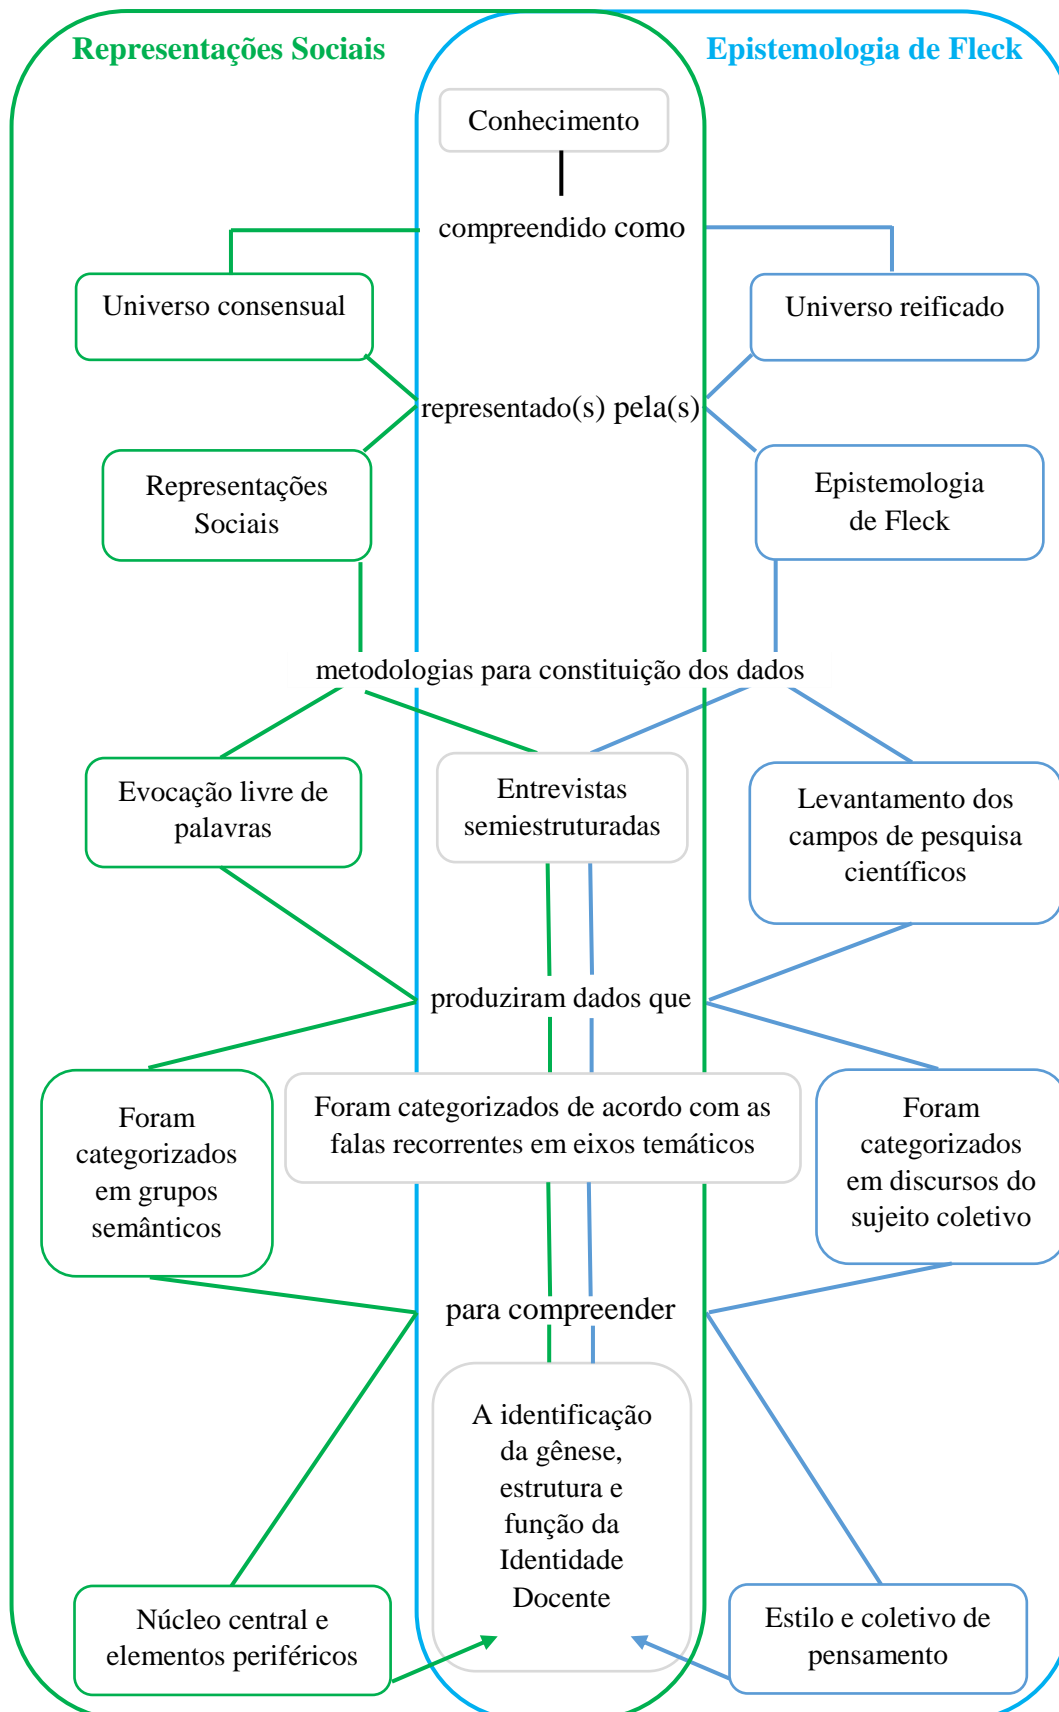 Representações Sociais
Epistemologia de Fleck
Conhecimento
compreendido como
Universo consensual
Universo reificado
representado(s) pela(s)
Representações
Sociais
Epistemologia
de Fleck
metodologias para constituição dos dados
Evocação livre de
palavras
Entrevistas
semiestruturadas
Levantamento dos
campos de pesquisa
científicos
produziram dados que
Foram
categorizados
em grupos
semânticos
Foram categorizados de acordo com as
falas recorrentes em eixos temáticos
Foram
categorizados
em discursos do
sujeito coletivo
para compreender
A identificação
da gênese,
estrutura e
função da
Identidade
Docente
Núcleo central e
elementos periféricos
Estilo e coletivo de
pensamento